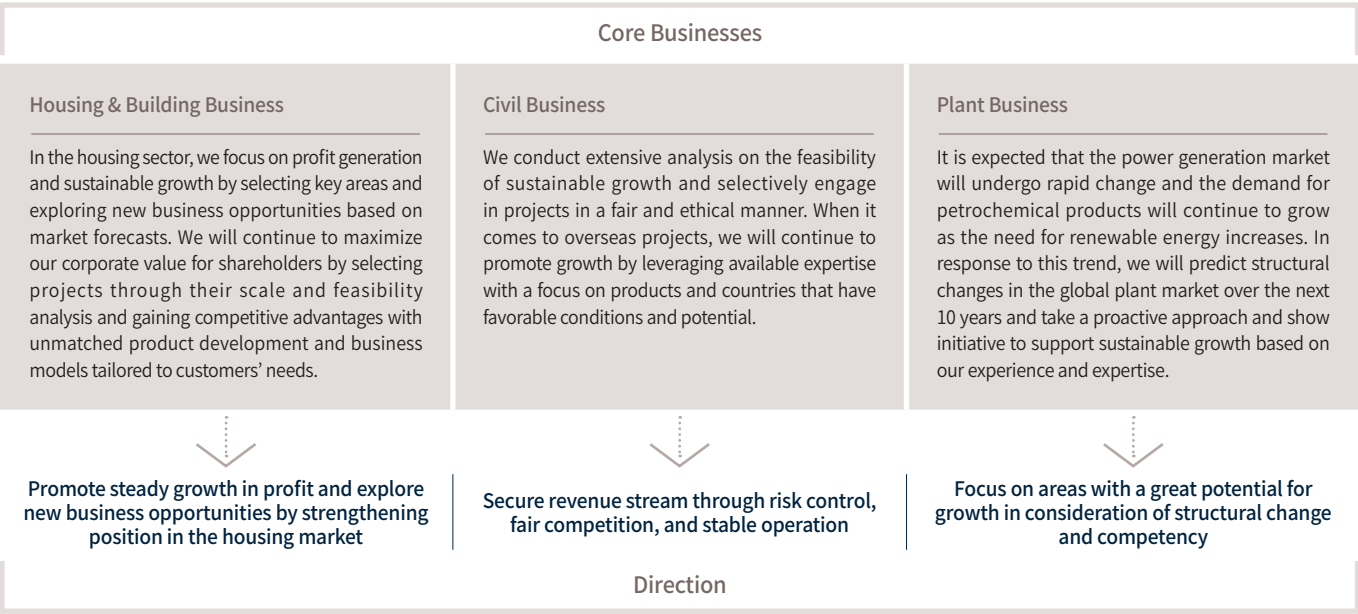 Core Businesses
Housing & Building Business
In the housing sector, we focus on profit generation
and sustainable growth by selecting key areas and
exploring new business opportunities based on
market forecasts. We will continue to maximize
our corporate value for shareholders by selecting
projects through their scale and feasibility
analysis and gaining competitive advantages with
unmatched product development and business
models tailored to customers’ needs.
Civil Business
We conduct extensive analysis on the feasibility
of sustainable growth and selectively engage
in projects in a fair and ethical manner. When it
comes to overseas projects, we will continue to
promote growth by leveraging available expertise
with a focus on products and countries that have
favorable conditions and potential.
Plant Business
It is expected that the power generation market
will undergo rapid change and the demand for
petrochemical products will continue to grow
as the need for renewable energy increases. In
response to this trend, we will predict structural
changes in the global plant market over the next
10 years and take a proactive approach and show
initiative to support sustainable growth based on
our experience and expertise.
Promote steady growth in profit and explore
new business opportunities by strengthening
position in the housing market
Secure revenue stream through risk control,
fair competition, and stable operation
Focus on areas with a great potential for
growth in consideration of structural change
and competency
Direction